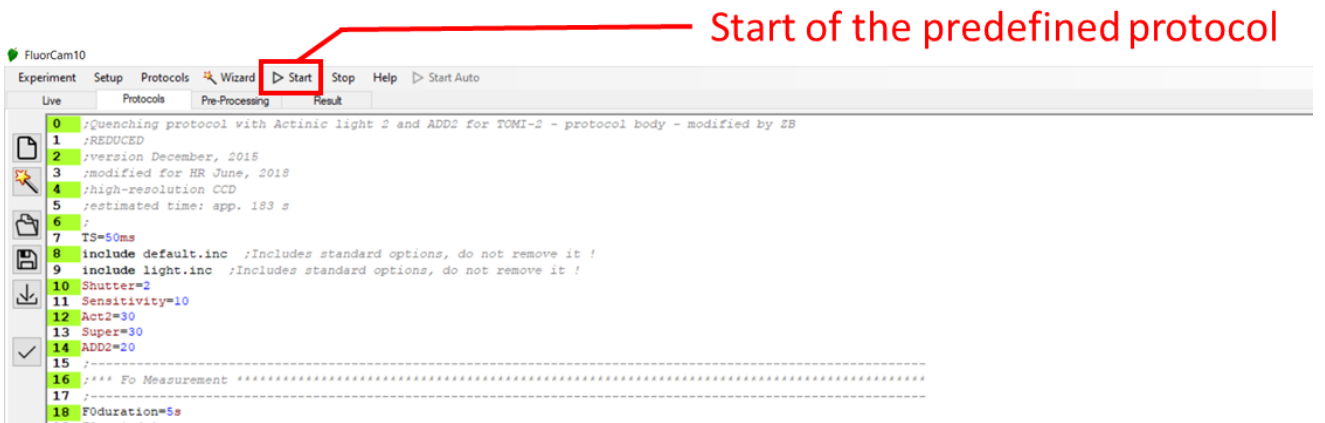 Start of the predefined protocol
FluorCam10
Experiment Setup Protocols Wizard Start Stop Help Start Auto
Live Protocols Pre-Processing Result
0 ;Quenching protocol with Actinic light 2 and ADD2 for TOMI-2 - protocol body - modified by ZB
1 ;REDUCED
2 ;version December, 2015
3 ;modified for HR June, 2018
4 ;high-resolution CCD
5 ;estimated time: app. 183 s
6 ;
7 TS=50ms
8 include default.inc ;Includes standard options, do not remove it !
9 include light.inc ;Includes standard options, do not remove it !
10 Shutter=2
11 Sensitivity=10
12 Act2=30
13 Super=30
14 ADD2=20
15 ;------------------------------------------------------------------------------------------------------------
16 ;*** Fo Measurement *****************************************************************************************
17 ;------------------------------------------------------------------------------------------------------------
18 F0duration=5s